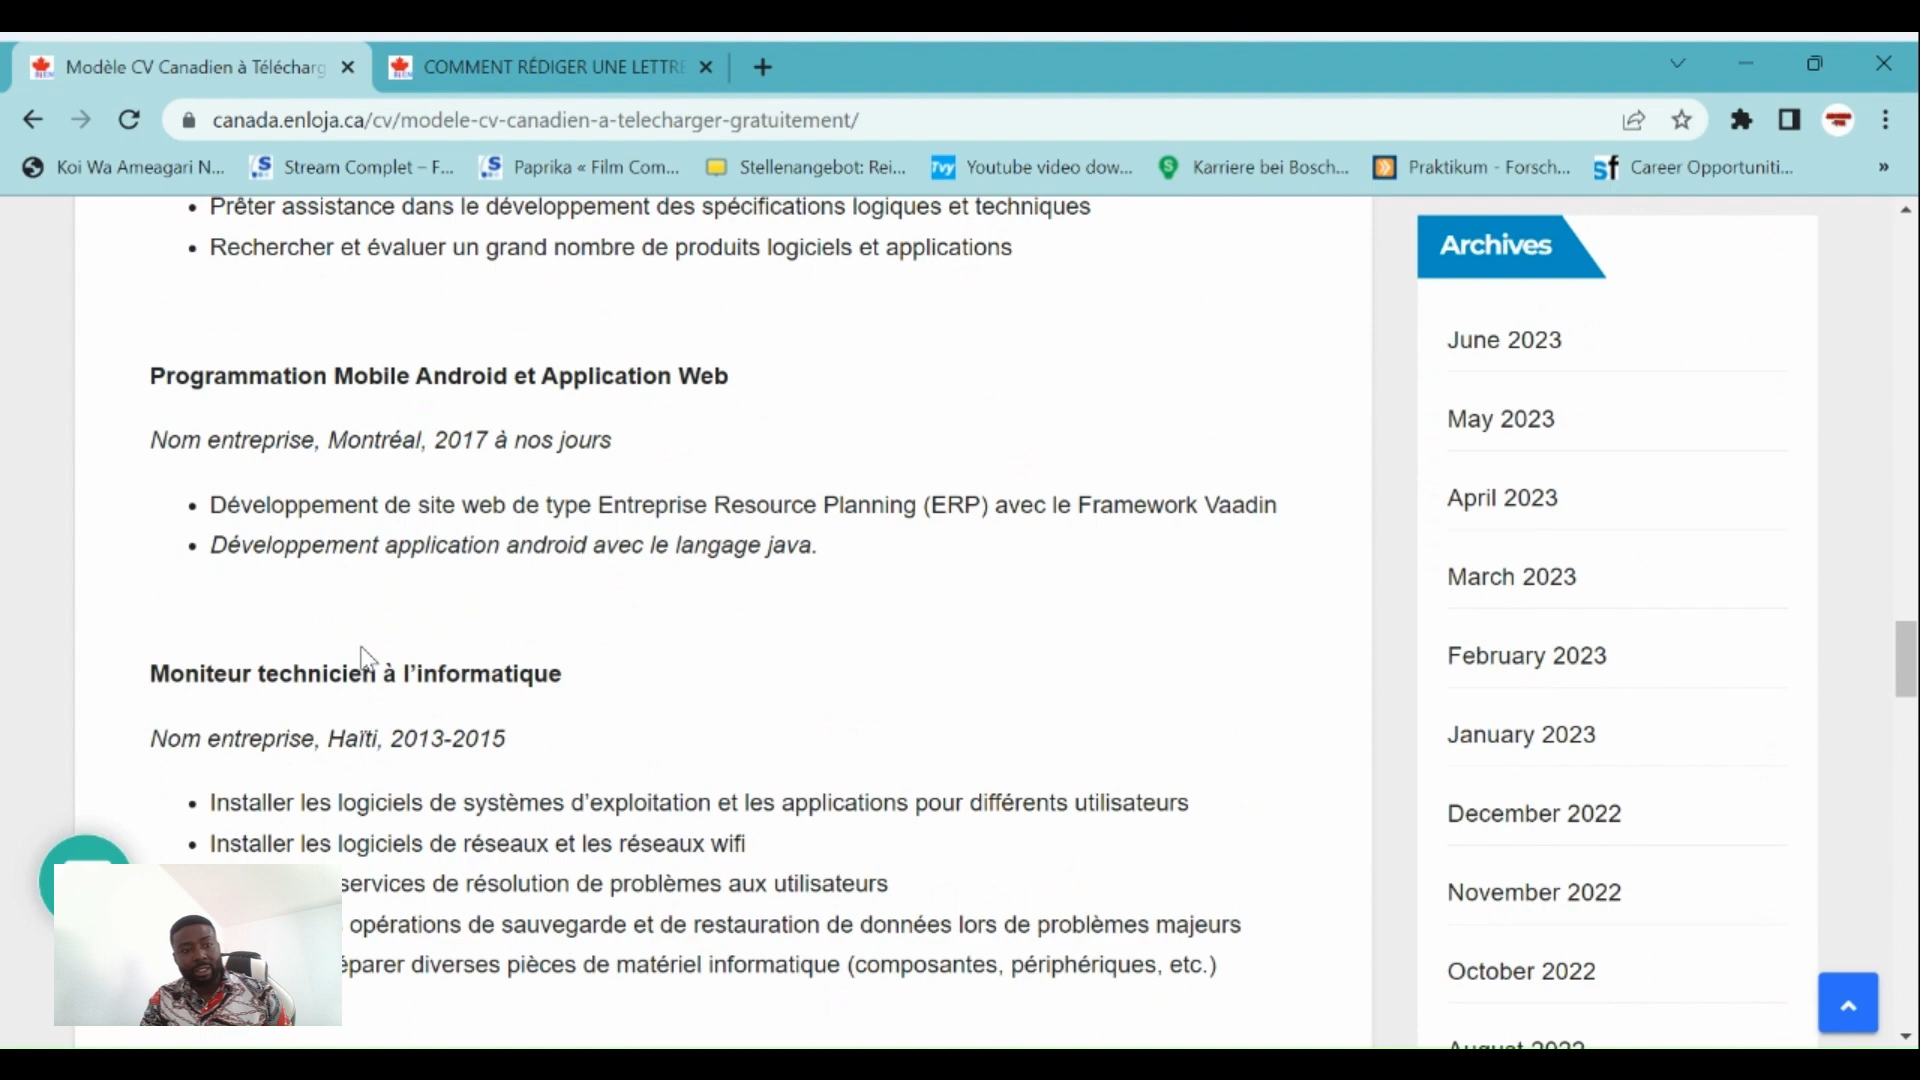 Modèle CV Canadien à Télécharg
COMMENT RÉDIGER UNE LETTRE
canada.enloja.ca/cv/modele-cv-canadien-a-telecharger-gratuitement/
Koi Wa Ameagari N...
Stream Complet – F...
Paprika « Film Com...
Stellenangebot: Rei...
Youtube video dow...
Karriere bei Bosch...
Praktikum - Forsch...
Career Opportuniti...
• Prêter assistance dans le développement des spécifications logiques et techniques
• Rechercher et évaluer un grand nombre de produits logiciels et applications
Programmation Mobile Android et Application Web
Nom entreprise, Montréal, 2017 à nos jours
• Développement de site web de type Entreprise Resource Planning (ERP) avec le Framework Vaadin
• Développement application android avec le langage java.
Moniteur technicien à l’informatique
Nom entreprise, Haïti, 2013-2015
• Installer les logiciels de systèmes d’exploitation et les applications pour différents utilisateurs
• Installer les logiciels de réseaux et les réseaux wifi
services de résolution de problèmes aux utilisateurs
opérations de sauvegarde et de restauration de données lors de problèmes majeurs
éparer diverses pièces de matériel informatique (composantes, périphériques, etc.)
Archives
June 2023
May 2023
April 2023
March 2023
February 2023
January 2023
December 2022
November 2022
October 2022
August 2022